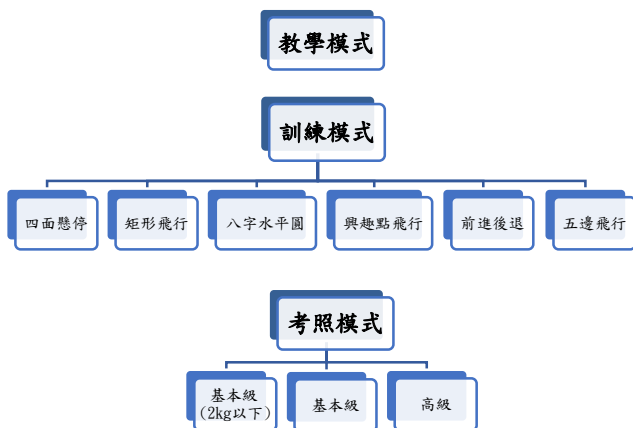 教學模式
訓練模式
四面懸停
矩形飛行
八字水平圓
興趣點飛行
前進後退
五邊飛行
考照模式
基本級
(2kg以下)
基本級
高級